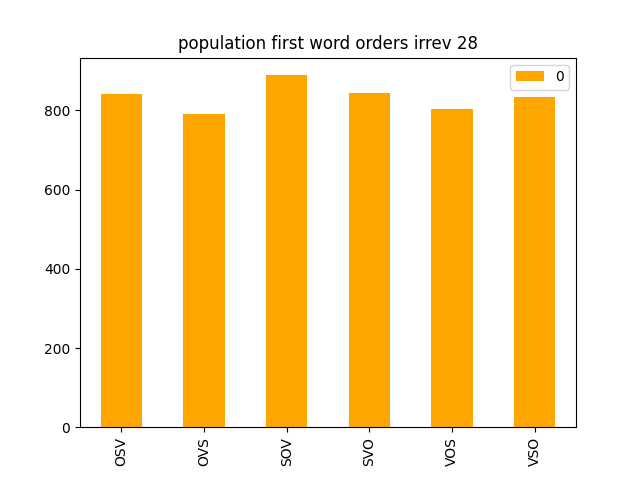 population first word orders irrev 28
0
800
600
400
200
0
OSV
OVS
SOV
SVO
VOS
VSO